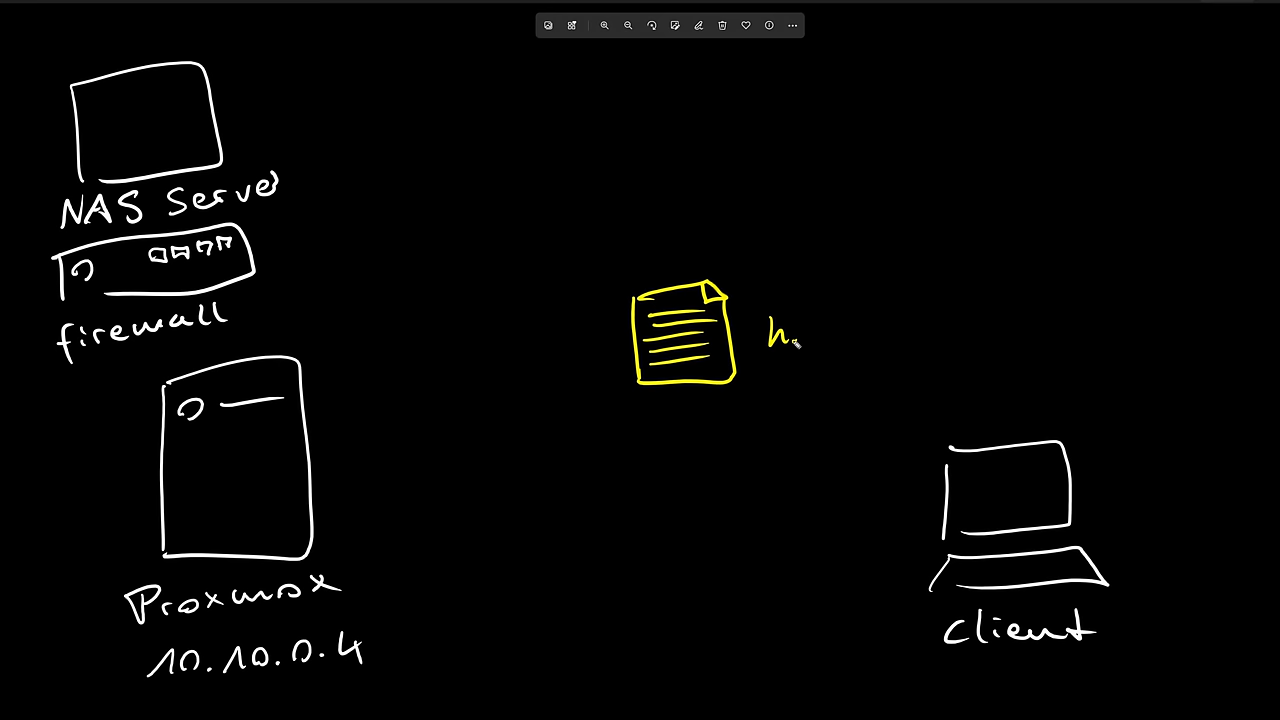 NAS Server
firewall
Proxmox
10.10.0.4
h
client